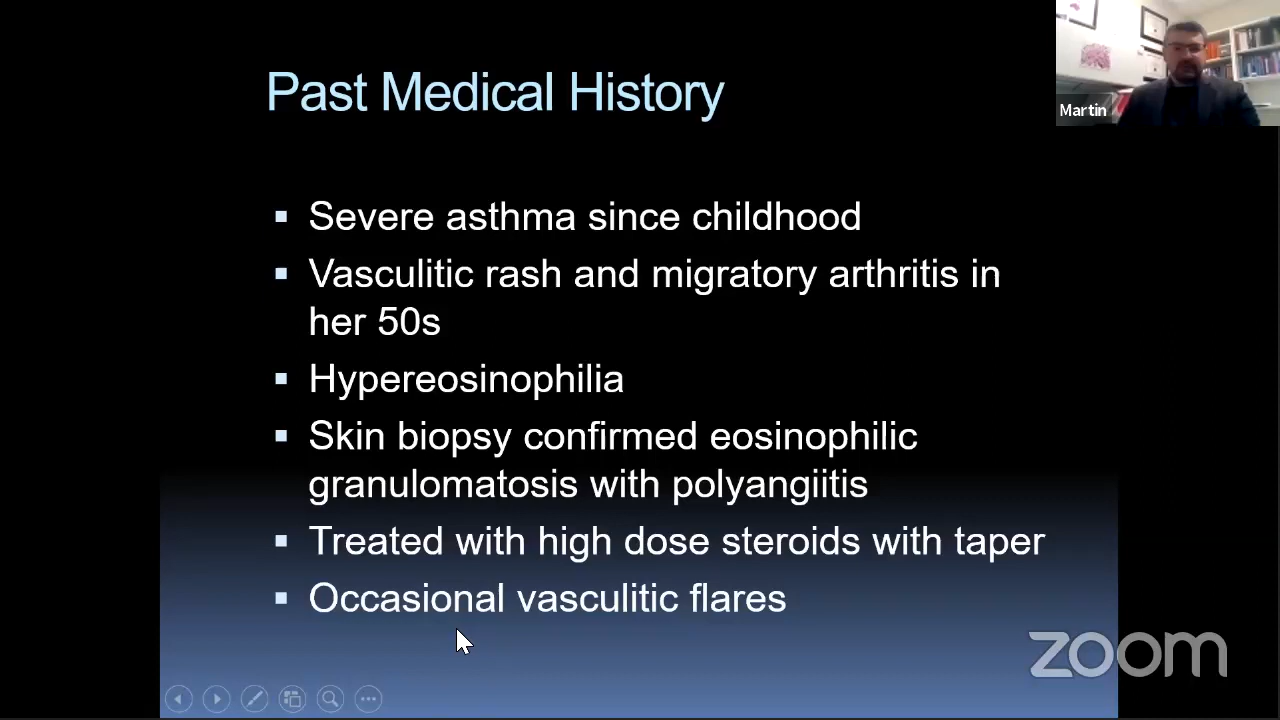 Past Medical History
Martin
Severe asthma since childhood
Vasculitic rash and migratory arthritis in
her 50s
Hypereosinophilia
Skin biopsy confirmed eosinophilic
granulomatosis with polyangiitis
Treated with high dose steroids with taper
Occasional vasculitic flares
zoom